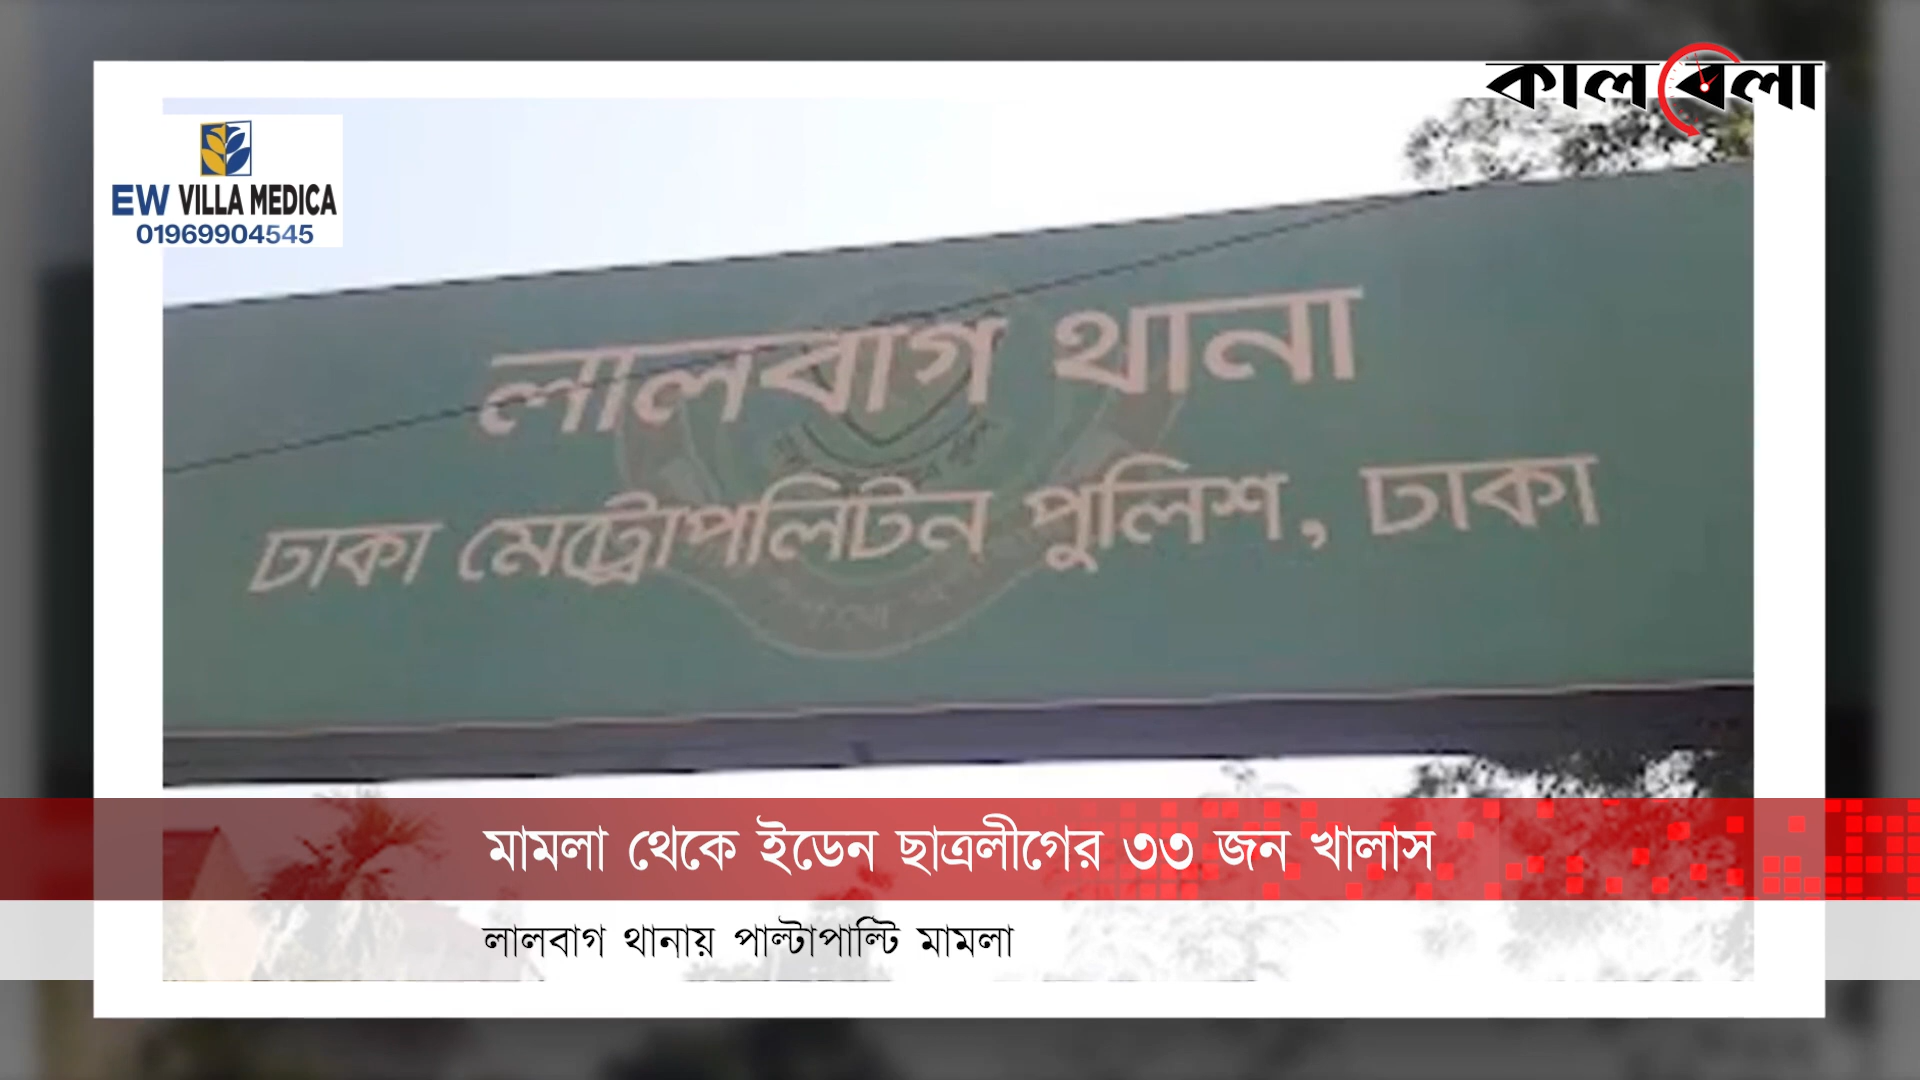 কালবেলা
EW VILLA MEDICA
01969904545
লালবাগ থানা
ঢাকা মেট্রোপলিটন পুলিশ, ঢাকা
মামলা থেকে ইডেন ছাত্রলীগের ৩৩ জন খালাস
লালবাগ থানায় পাল্টাপাল্টি মামলা